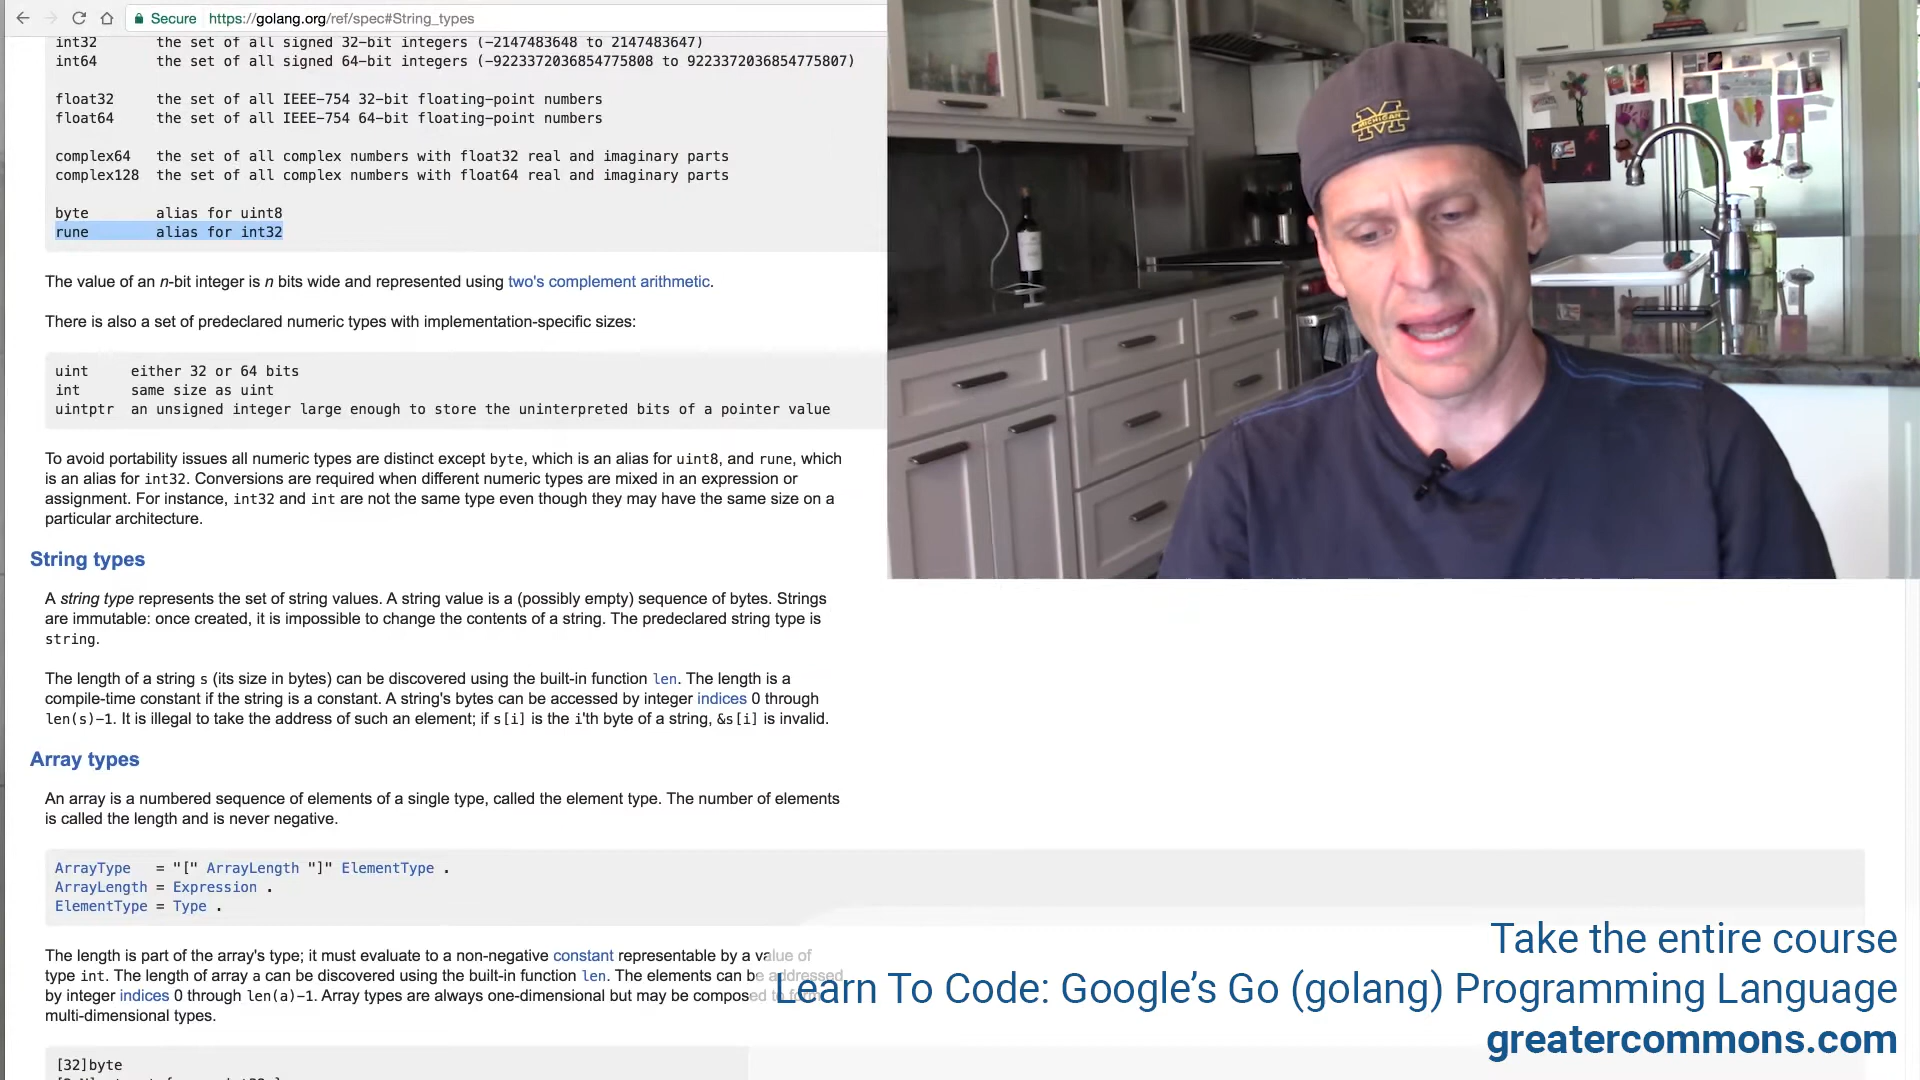 Secure https://golang.org/ref/spec#String_types
int32 the set of all signed 32-bit integers (-2147483648 to 2147483647)
int64 the set of all signed 64-bit integers (-9223372036854775808 to 9223372036854775807)
float32 the set of all IEEE-754 32-bit floating-point numbers
float64 the set of all IEEE-754 64-bit floating-point numbers
complex64 the set of all complex numbers with float32 real and imaginary parts
complex128 the set of all complex numbers with float64 real and imaginary parts
byte alias for uint8
rune alias for int32
The value of an n-bit integer is n bits wide and represented using two's complement arithmetic.
There is also a set of predeclared numeric types with implementation-specific sizes:
uint either 32 or 64 bits
int same size as uint
uintptr an unsigned integer large enough to store the uninterpreted bits of a pointer value
To avoid portability issues all numeric types are distinct except byte, which is an alias for uint8, and rune, which
is an alias for int32. Conversions are required when different numeric types are mixed in an expression or
assignment. For instance, int32 and int are not the same type even though they may have the same size on a
particular architecture.
String types
A string type represents the set of string values. A string value is a (possibly empty) sequence of bytes. Strings
are immutable: once created, it is impossible to change the contents of a string. The predeclared string type is
string.
The length of a string s (its size in bytes) can be discovered using the built-in function len. The length is a
compile-time constant if the string is a constant. A string's bytes can be accessed by integer indices 0 through
len(s)-1. It is illegal to take the address of such an element; if s[i] is the i'th byte of a string, &s[i] is invalid.
Array types
An array is a numbered sequence of elements of a single type, called the element type. The number of elements
is called the length and is never negative.
ArrayType = "[" ArrayLength "]" ElementType .
ArrayLength = Expression .
ElementType = Type .
The length is part of the array's type; it must evaluate to a non-negative constant representable by a value of
type int. The length of array a can be discovered using the built-in function len. The elements can be addressed
by integer indices 0 through len(a)-1. Array types are always one-dimensional but may be composed to form
multi-dimensional types.
[32]byte
MICHIGAN
Take the entire course
Learn To Code: Google’s Go (golang) Programming Language
greatercommons.com